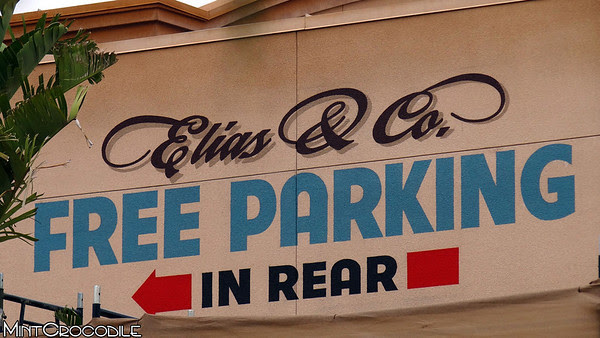 Elias & Co.
FREE PARKING
IN REAR
MintCrocodile